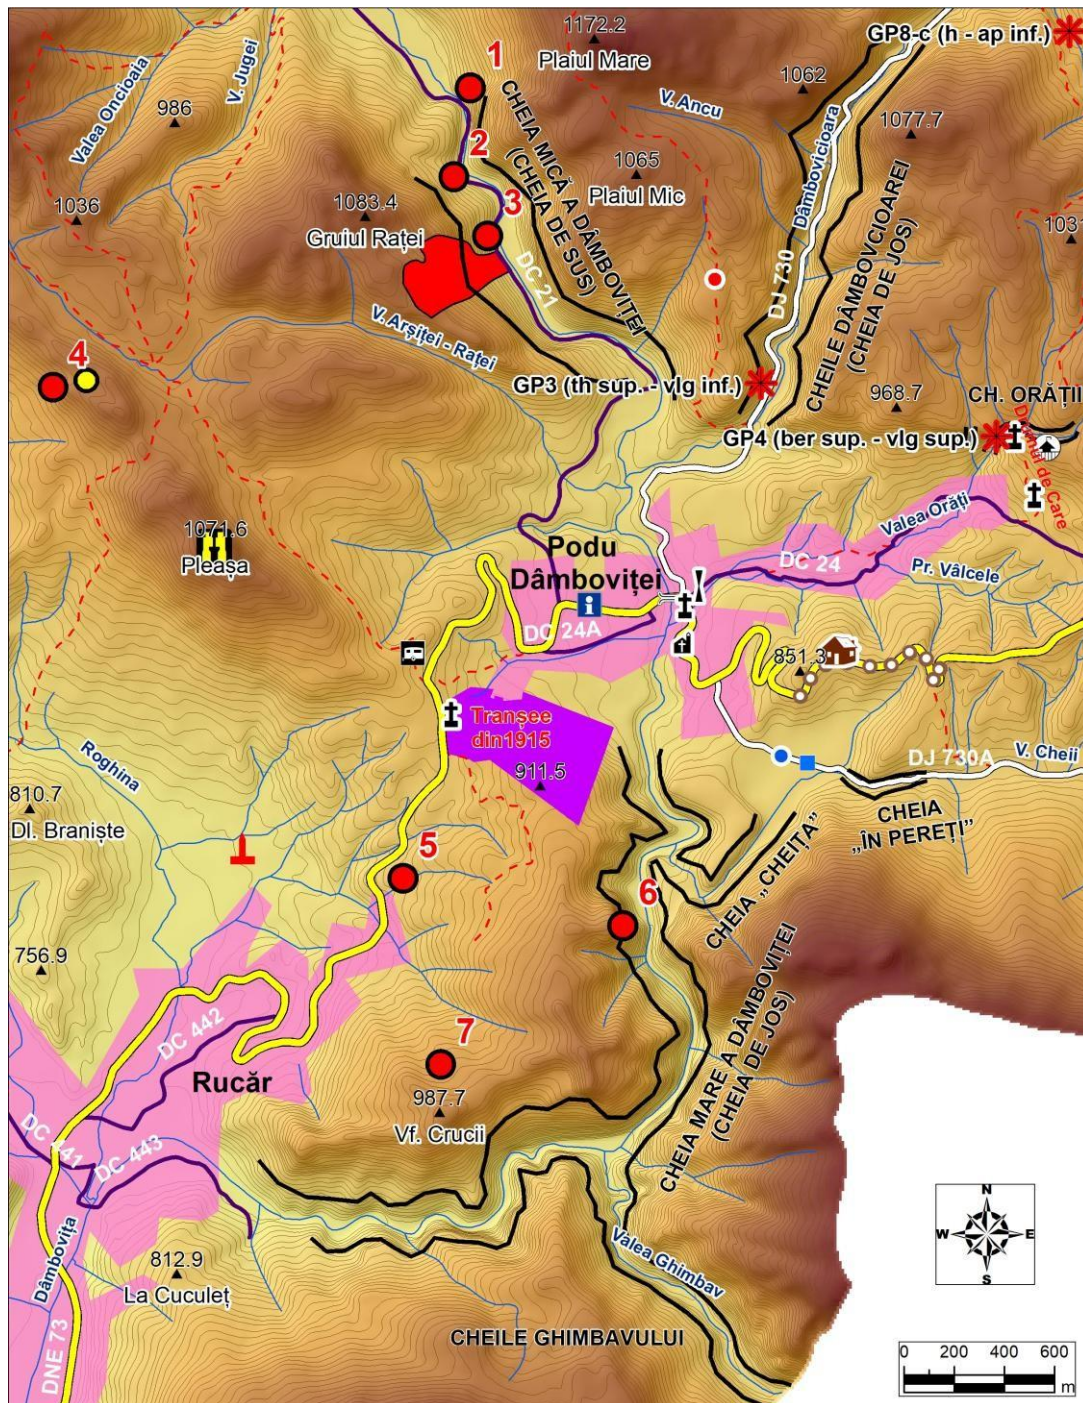 1172.2
Plaiul Mare
GP8-c (h - ap inf.)
1
Valea Oncioaia
V. Jugei
986
CHEIA MICĂ A DÂMBOVIȚEI
(CHEIA DE SUS)
1062
V. Ancu
Dâmbovicioara
1077.7
2
1065
Plaiul Mic
1036
1083.4
Gruiul Raței
3
DC 21
DJ 730
CHEILE DÂMBOVCIOAREI
(CHEIA DE JOS)
103
V. Arșiței - Raței
4
GP3 (th sup. - vlg inf.)
968.7
CH. ORĂȚII
GP4 (ber sup. - vlg sup.)
Drumul de Care
1071.6
Pleașa
Podu
Dâmboviței
Valea Orăți
DC 24
Pr. Vâlcele
i
DC 24A
851.3
Tranșee
din1915
911.5
Roghina
DJ 730A
V. Cheii
810.7
Dl. Braniște
CHEIA
„ÎN PEREȚI”
5
6
CHEIA „CHEIȚA”
756.9
CHEIA MARE A DÂMBOVIȚEI
(CHEIA DE JOS)
DC 442
7
Rucăr
987.7
Vf. Crucii
DC 441
DC 443
Dâmbovița
812.9
La Cuculeț
Valea Ghimbav
N
W
E
S
CHEILE GHIMBAVULUI
DNE 73
0 200 400 600
m